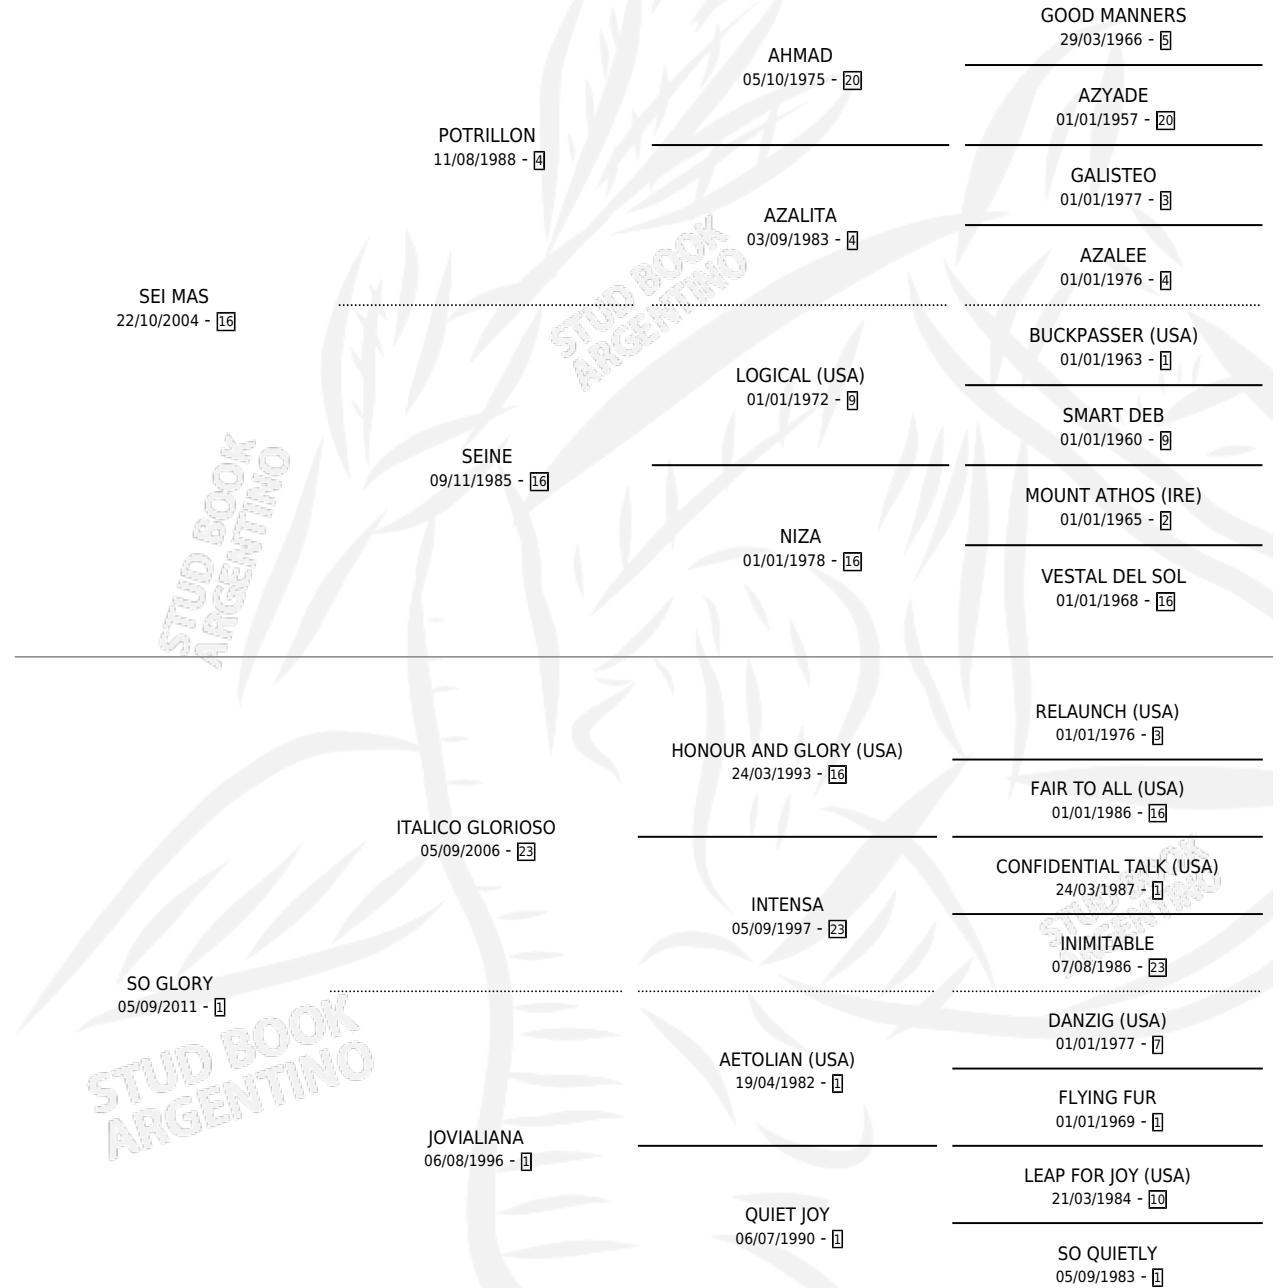 GOOD MANNERS
29/03/1966 - 5
AHMAD
05/10/1975 - 20
AZYADE
01/01/1957 - 20
POTRILLON
11/08/1988 - 4
GALISTEO
01/01/1977 - 3
AZALITA
03/09/1983 - 4
AZALEE
01/01/1976 - 4
SEI MAS
22/10/2004 - 16
STUD BOOK
ARGENTINO
BUCKPASSER (USA)
01/01/1963 - 1
LOGICAL (USA)
01/01/1972 - 9
SMART DEB
01/01/1960 - 9
SEINE
09/11/1985 - 16
MOUNT ATHOS (IRE)
01/01/1965 - 2
NIZA
01/01/1978 - 16
VESTAL DEL SOL
01/01/1968 - 16
STUD BOOK
ARGENTINO
RELAUNCH (USA)
01/01/1976 - 3
HONOUR AND GLORY (USA)
24/03/1993 - 16
FAIR TO ALL (USA)
01/01/1986 - 16
ITALICO GLORIOSO
05/09/2006 - 23
CONFIDENTIAL TALK (USA)
24/03/1987 - 1
INTENSA
05/09/1997 - 23
STUD BOOK
ARGENTINO
INIMITABLE
07/08/1986 - 23
SO GLORY
05/09/2011 - 1
STUD BOOK
ARGENTINO
DANZIG (USA)
01/01/1977 - 7
AETOLIAN (USA)
19/04/1982 - 1
FLYING FUR
01/01/1969 - 1
JOVIALIANA
06/08/1996 - 1
LEAP FOR JOY (USA)
21/03/1984 - 10
QUIET JOY
06/07/1990 - 1
SO QUIETLY
05/09/1983 - 1